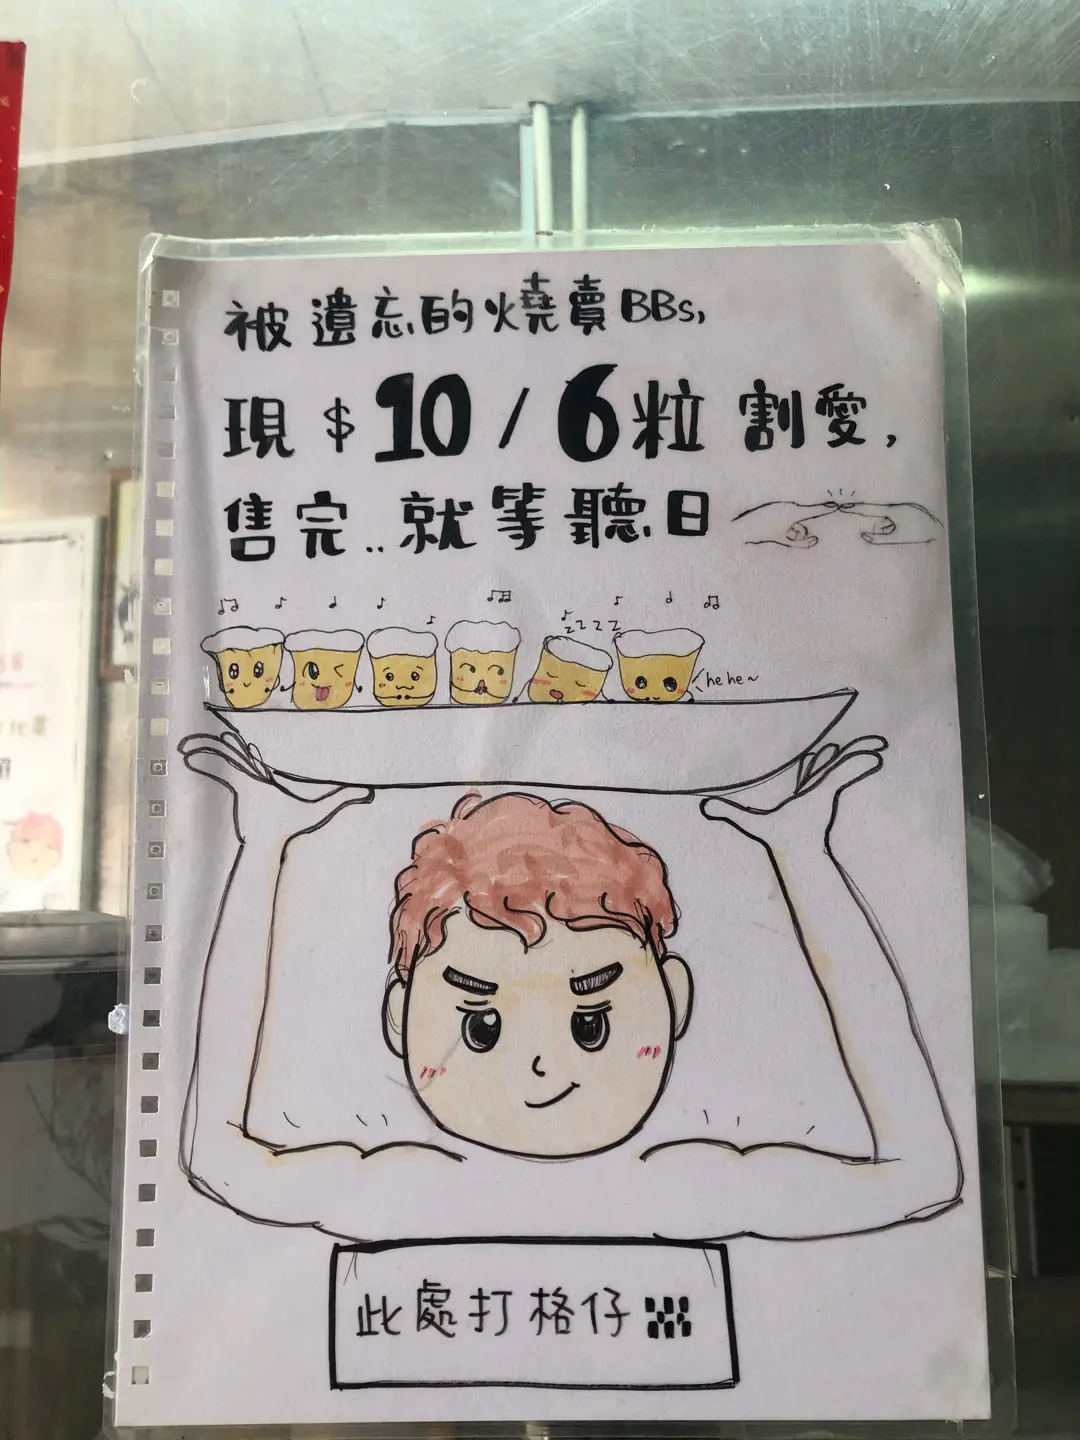 被遺忘的燒賣BBs,
現$10/6粒割愛,
售完..就等聽日
zzzz
hehe~
此處打格仔